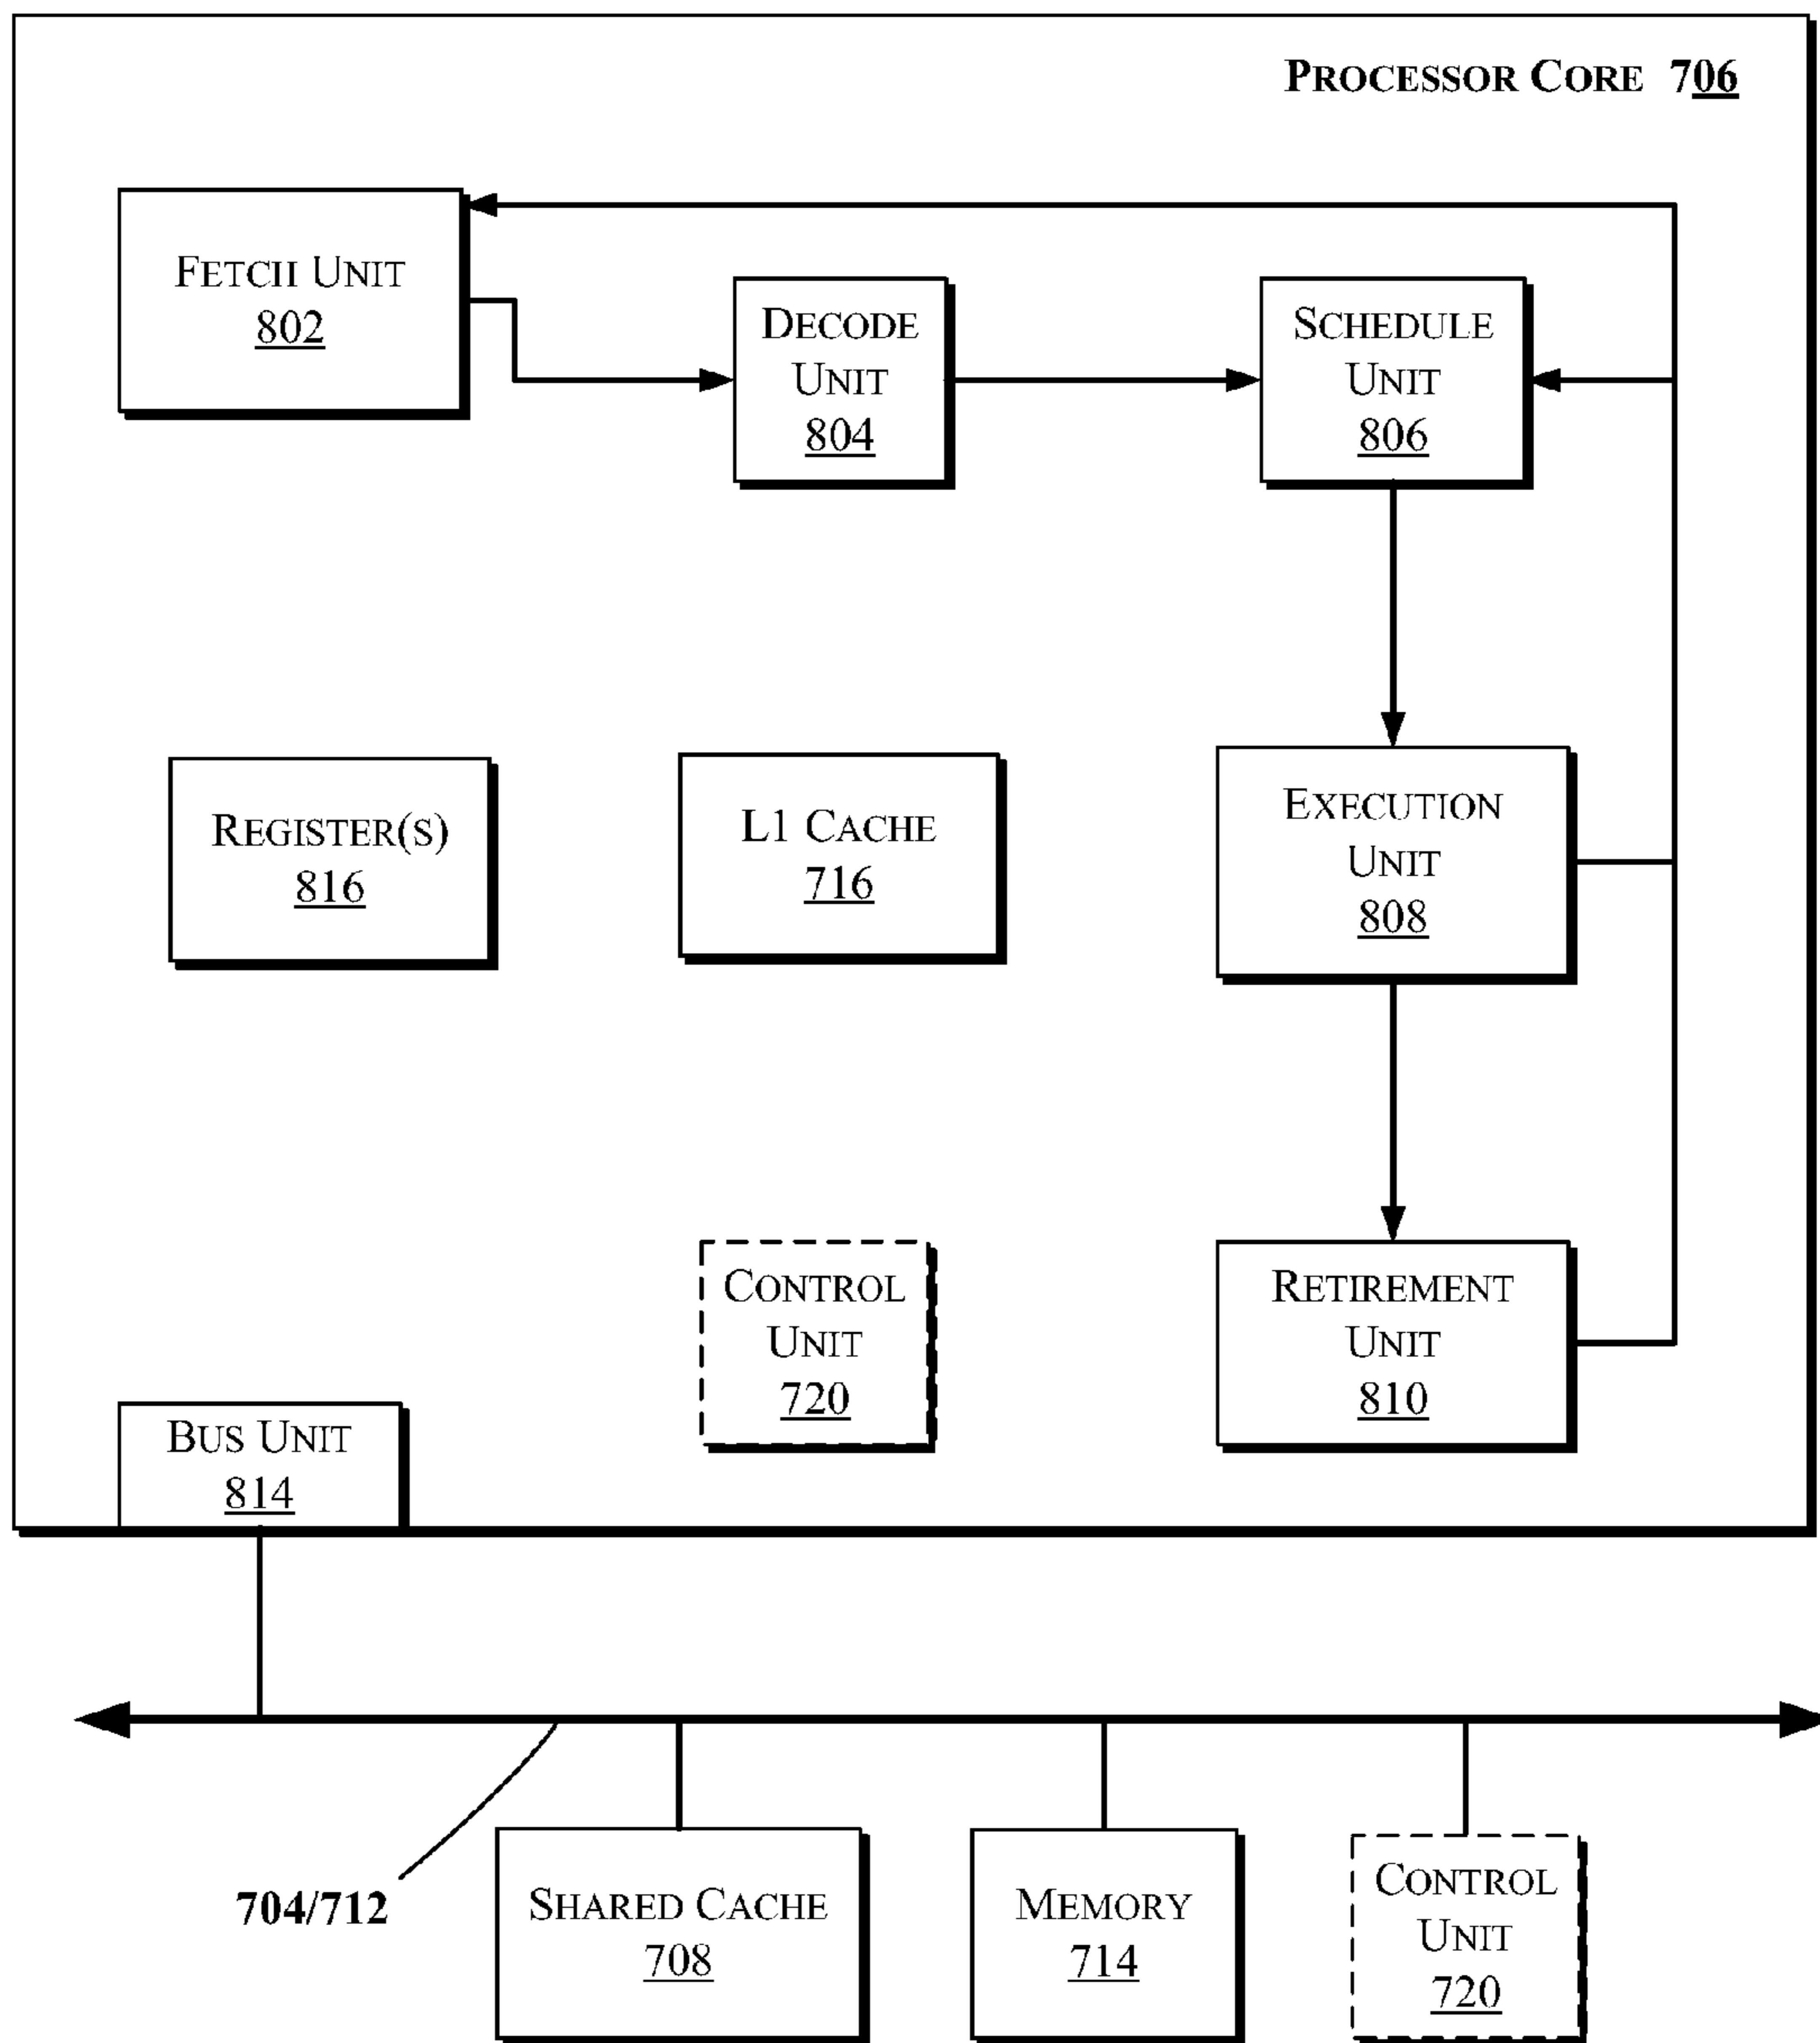 PROCESSOR CORE 706
FETCH UNIT
802
DECODE
UNIT
804
SCHEDULE
UNIT
806
REGISTER(S)
816
L1 CACHE
716
EXECUTION
UNIT
808
CONTROL
UNIT
720
RETIREMENT
UNIT
810
BUS UNIT
814
704/712
SHARED CACHE
708
MEMORY
714
CONTROL
UNIT
720